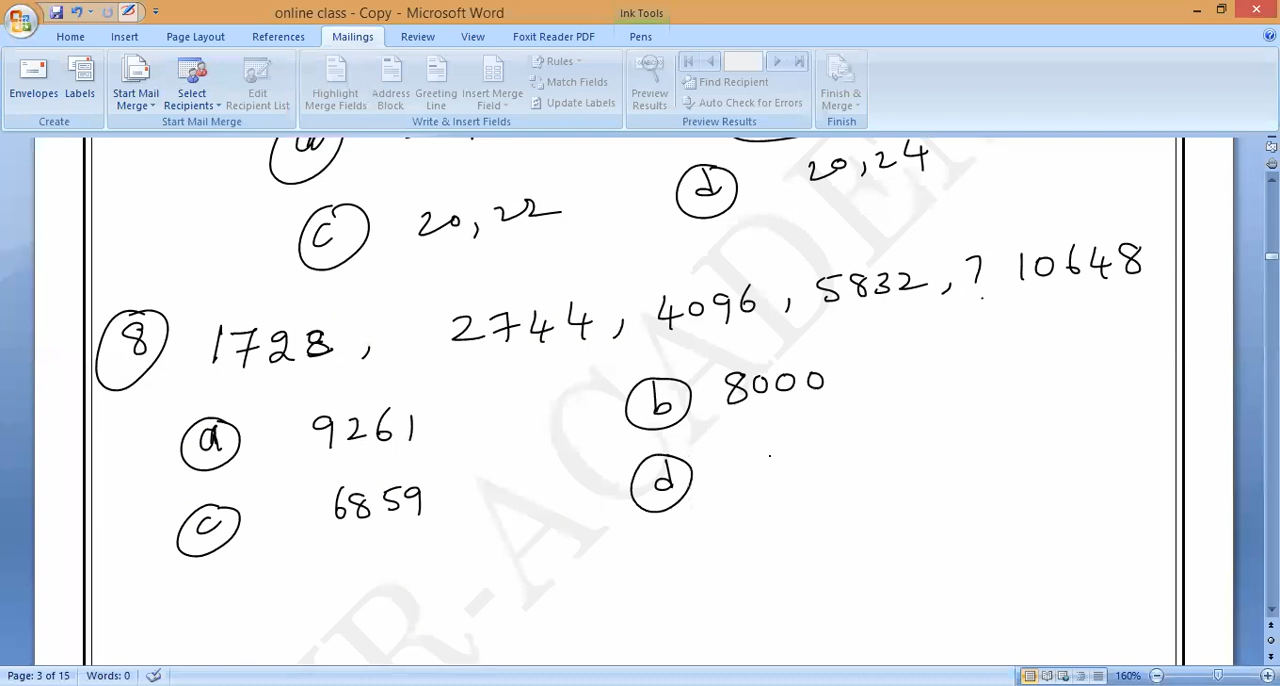 online class - Copy - Microsoft Word
Ink Tools
Home Insert Page Layout References Mailings Review View Foxit Reader PDF Pens
Envelopes Labels
Create
Start Mail Merge
Select Recipients
Edit Recipient List
Start Mail Merge
Highlight Merge Fields
Address Block
Greeting Line
Insert Merge Field
Rules
Match Fields
Update Labels
Write & Insert Fields
Preview Results
Find Recipient
Auto Check for Errors
Preview Results
Finish & Merge
Finish
d 20,24
c 20,22
8 1728, 2744, 4096, 5832, ? 10648
a 9261 b 8000
c 6859 d
R-ACADE
Page: 3 of 15 Words: 0 160%